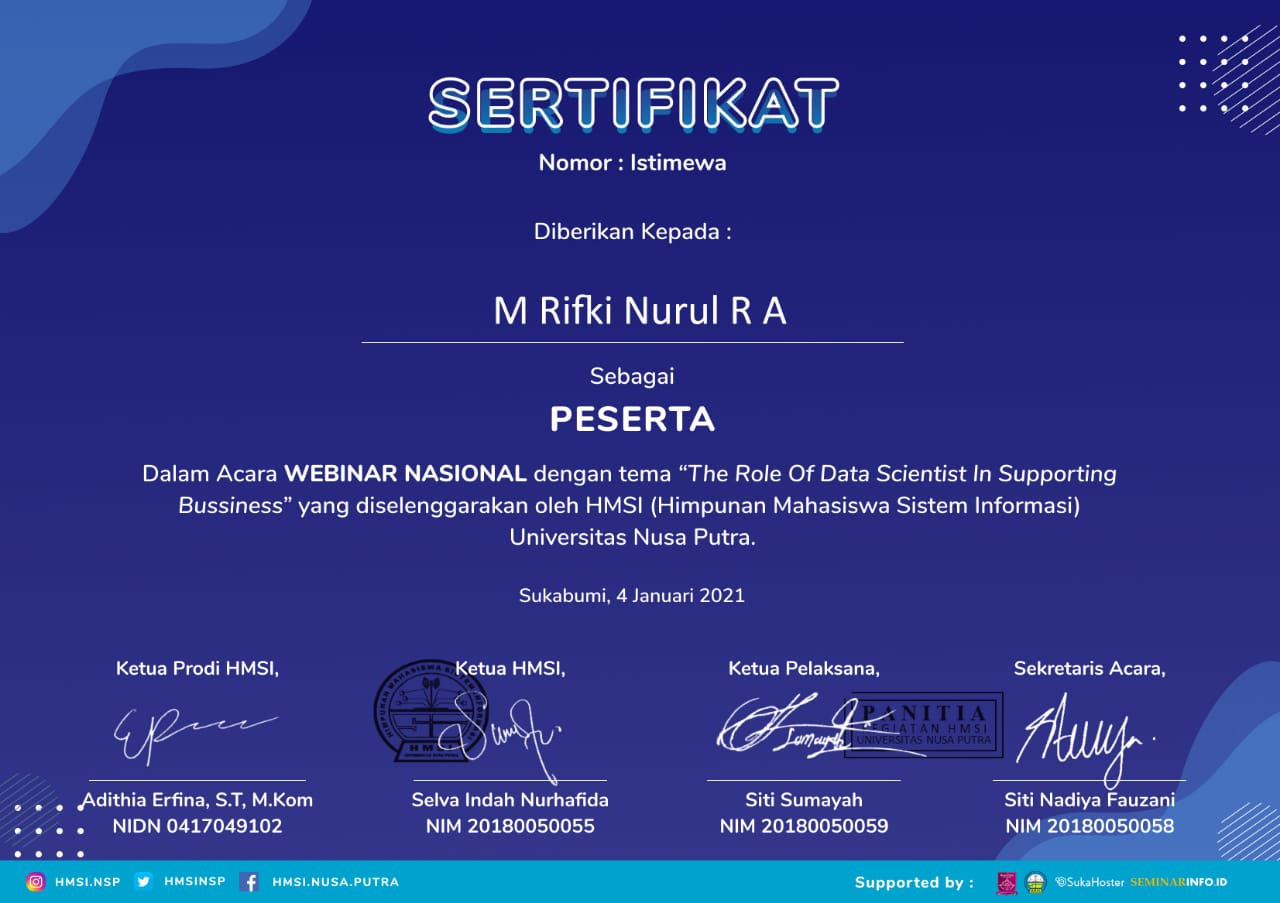 SERTIFIKAT
Nomor : Istimewa
Diberikan Kepada :
M Rifki Nurul R A
Sebagai
PESERTA
Dalam Acara WEBINAR NASIONAL dengan tema “The Role Of Data Scientist In Supporting
Bussiness” yang diselenggarakan oleh HMSI (Himpunan Mahasiswa Sistem Informasi)
Universitas Nusa Putra.
Sukabumi, 4 Januari 2021
Ketua Prodi HMSI,
Ketua HMSI,
Ketua Pelaksana,
Sekretaris Acara,
HIMPUNAN MAHASISWA SISTEM INFORMASI
HMSI
PANITIA
KEGIATAN HMSI
UNIVERSITAS NUSA PUTRA
Sumayah
Adithia Erfina, S.T, M.Kom
NIDN 0417049102
Selva Indah Nurhafida
NIM 20180050055
Siti Sumayah
NIM 20180050059
Siti Nadiya Fauzani
NIM 20180050058
HMSI.NSP
HMSINSP
HMSI.NUSA.PUTRA
Supported by :
@SukaHoster
SEMINARINFO.ID